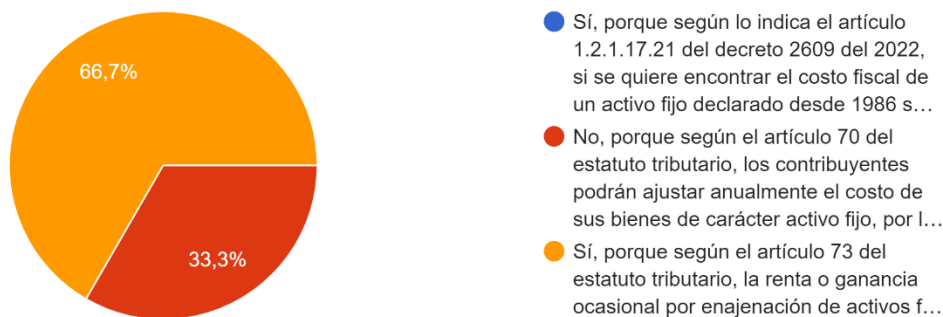 66,7%
33,3%
Sí, porque según lo indica el artículo
1.2.1.17.21 del decreto 2609 del 2022,
si se quiere encontrar el costo fiscal de
un activo fijo declarado desde 1986 s…
No, porque según el artículo 70 del
estatuto tributario, los contribuyentes
podrán ajustar anualmente el costo de
sus bienes de carácter activo fijo, por l…
Sí, porque según el artículo 73 del
estatuto tributario, la renta o ganancia
ocasional por enajenación de activos f…